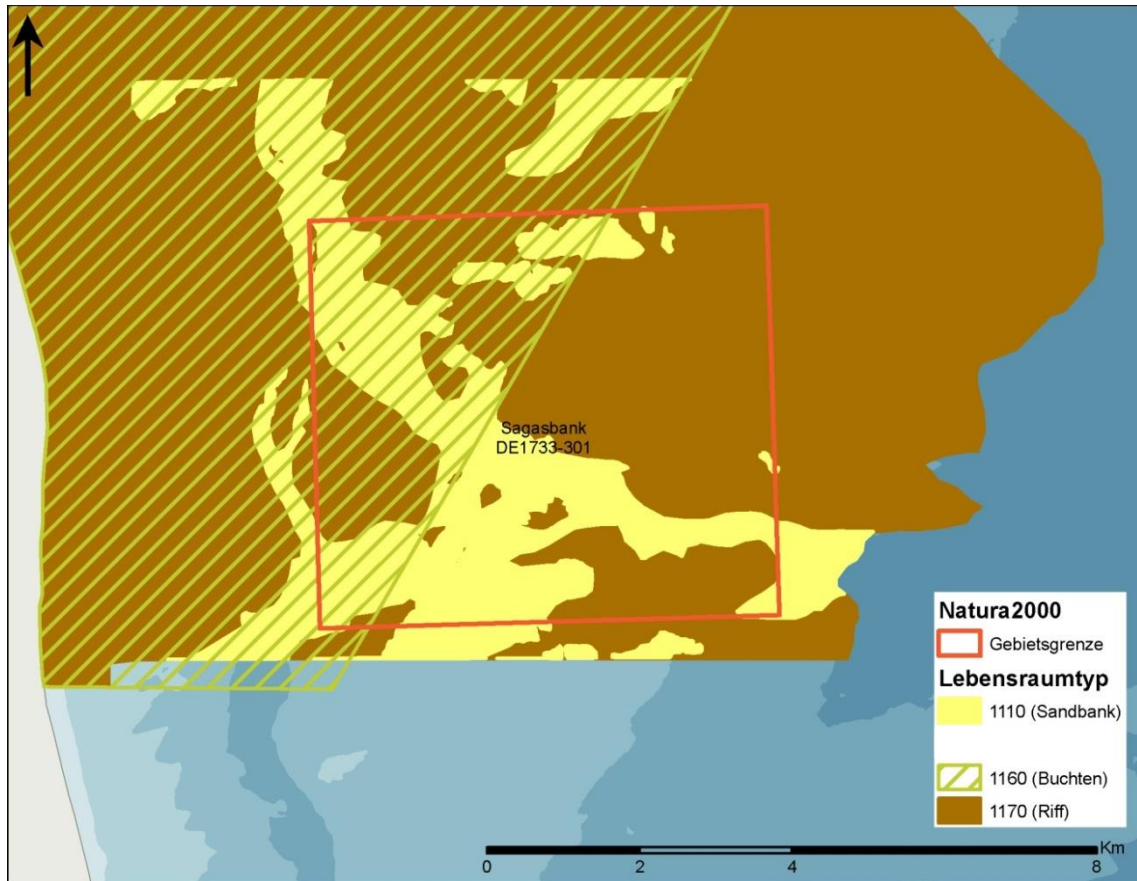 Sagasbank
DE1733-301
Natura2000
Gebietsgrenze
Lebensraumtyp
1110 (Sandbank)
1160 (Buchten)
1170 (Riff)
Km
0 2 4 8